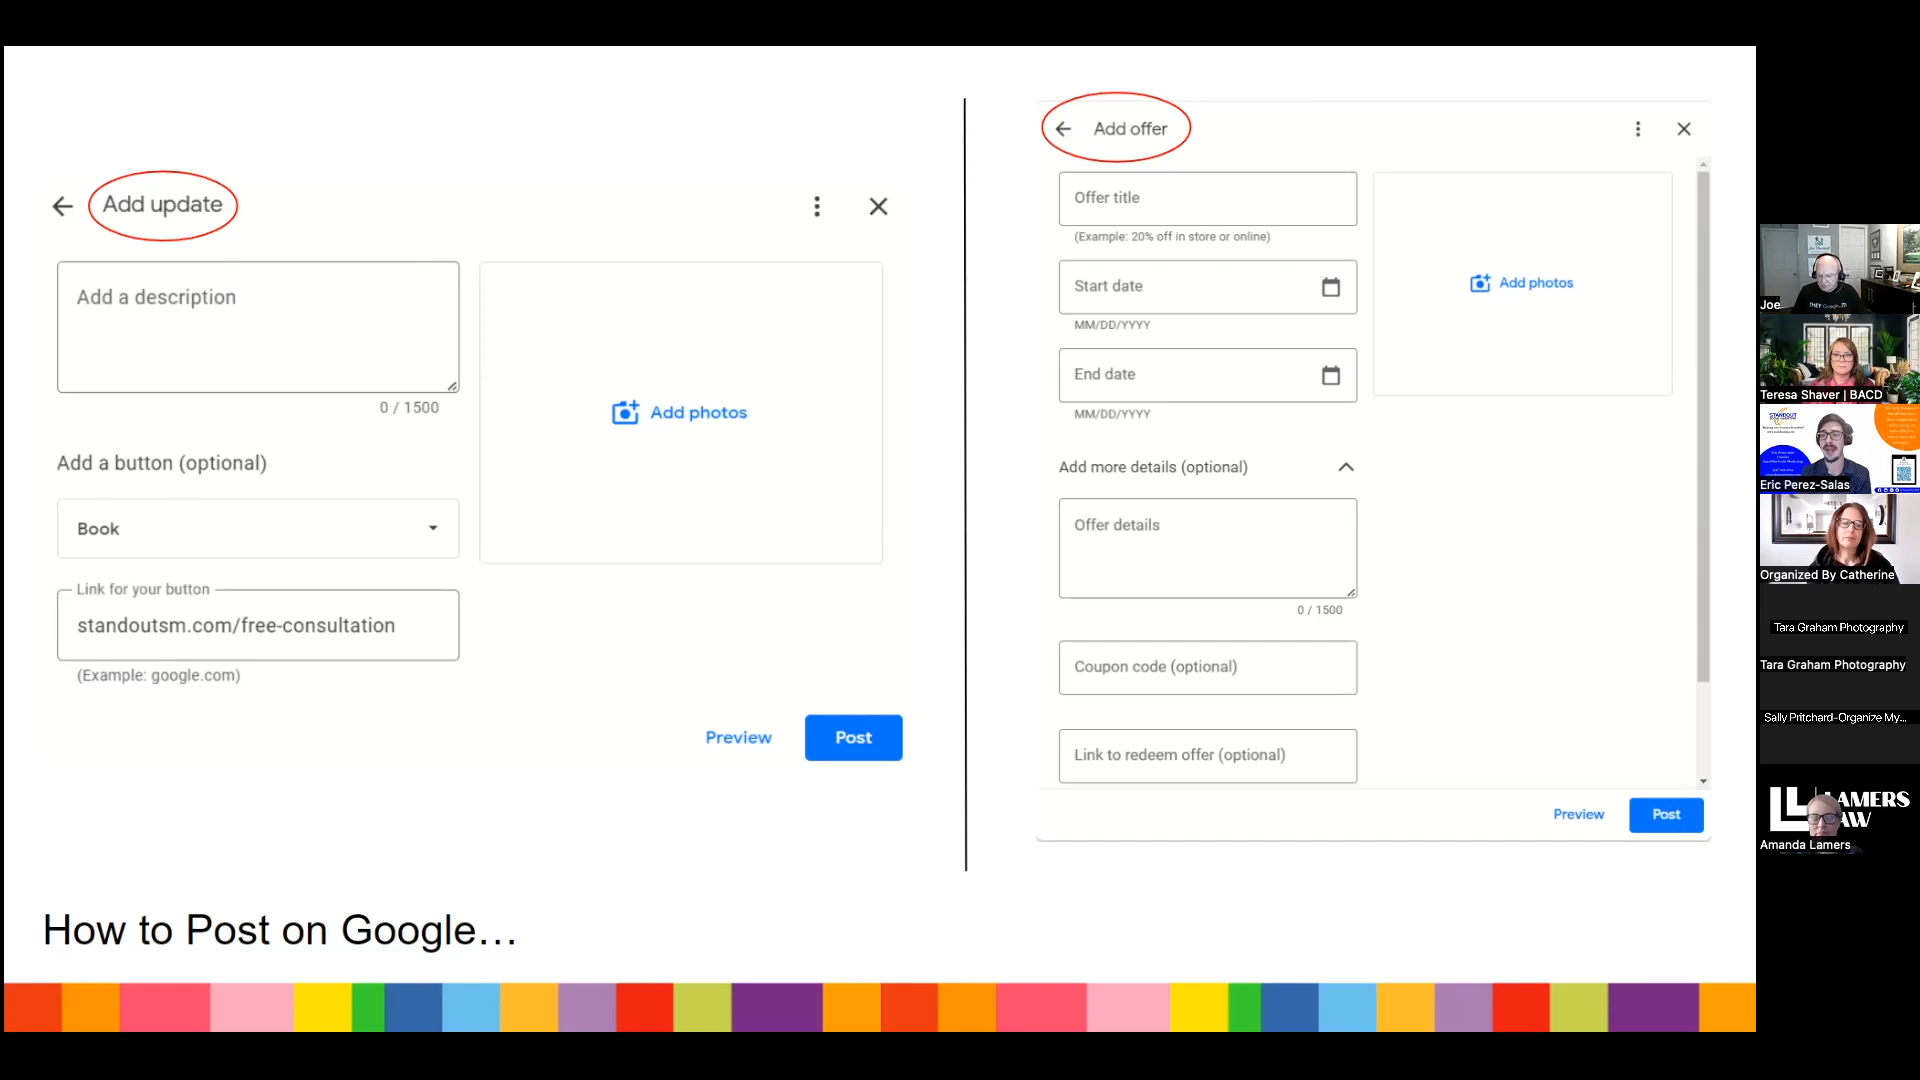 Add update
Add a description
0 / 1500
Add photos
Add a button (optional)
Book
Link for your button
standoutsm.com/free-consultation
(Example: google.com)
Preview
Post
Add offer
Offer title
(Example: 20% off in store or online)
Start date
MM/DD/YYYY
End date
MM/DD/YYYY
Add photos
Add more details (optional)
Offer details
0 / 1500
Coupon code (optional)
Link to redeem offer (optional)
Preview
Post
How to Post on Google...
Joe
Teresa Shaver | BACD
STANDOUT
Eric Perez-Salas
Organized By Catherine
Tara Graham Photography
Tara Graham Photography
Sally Pritchard-Organize My...
LAMERS
Amanda Lamers